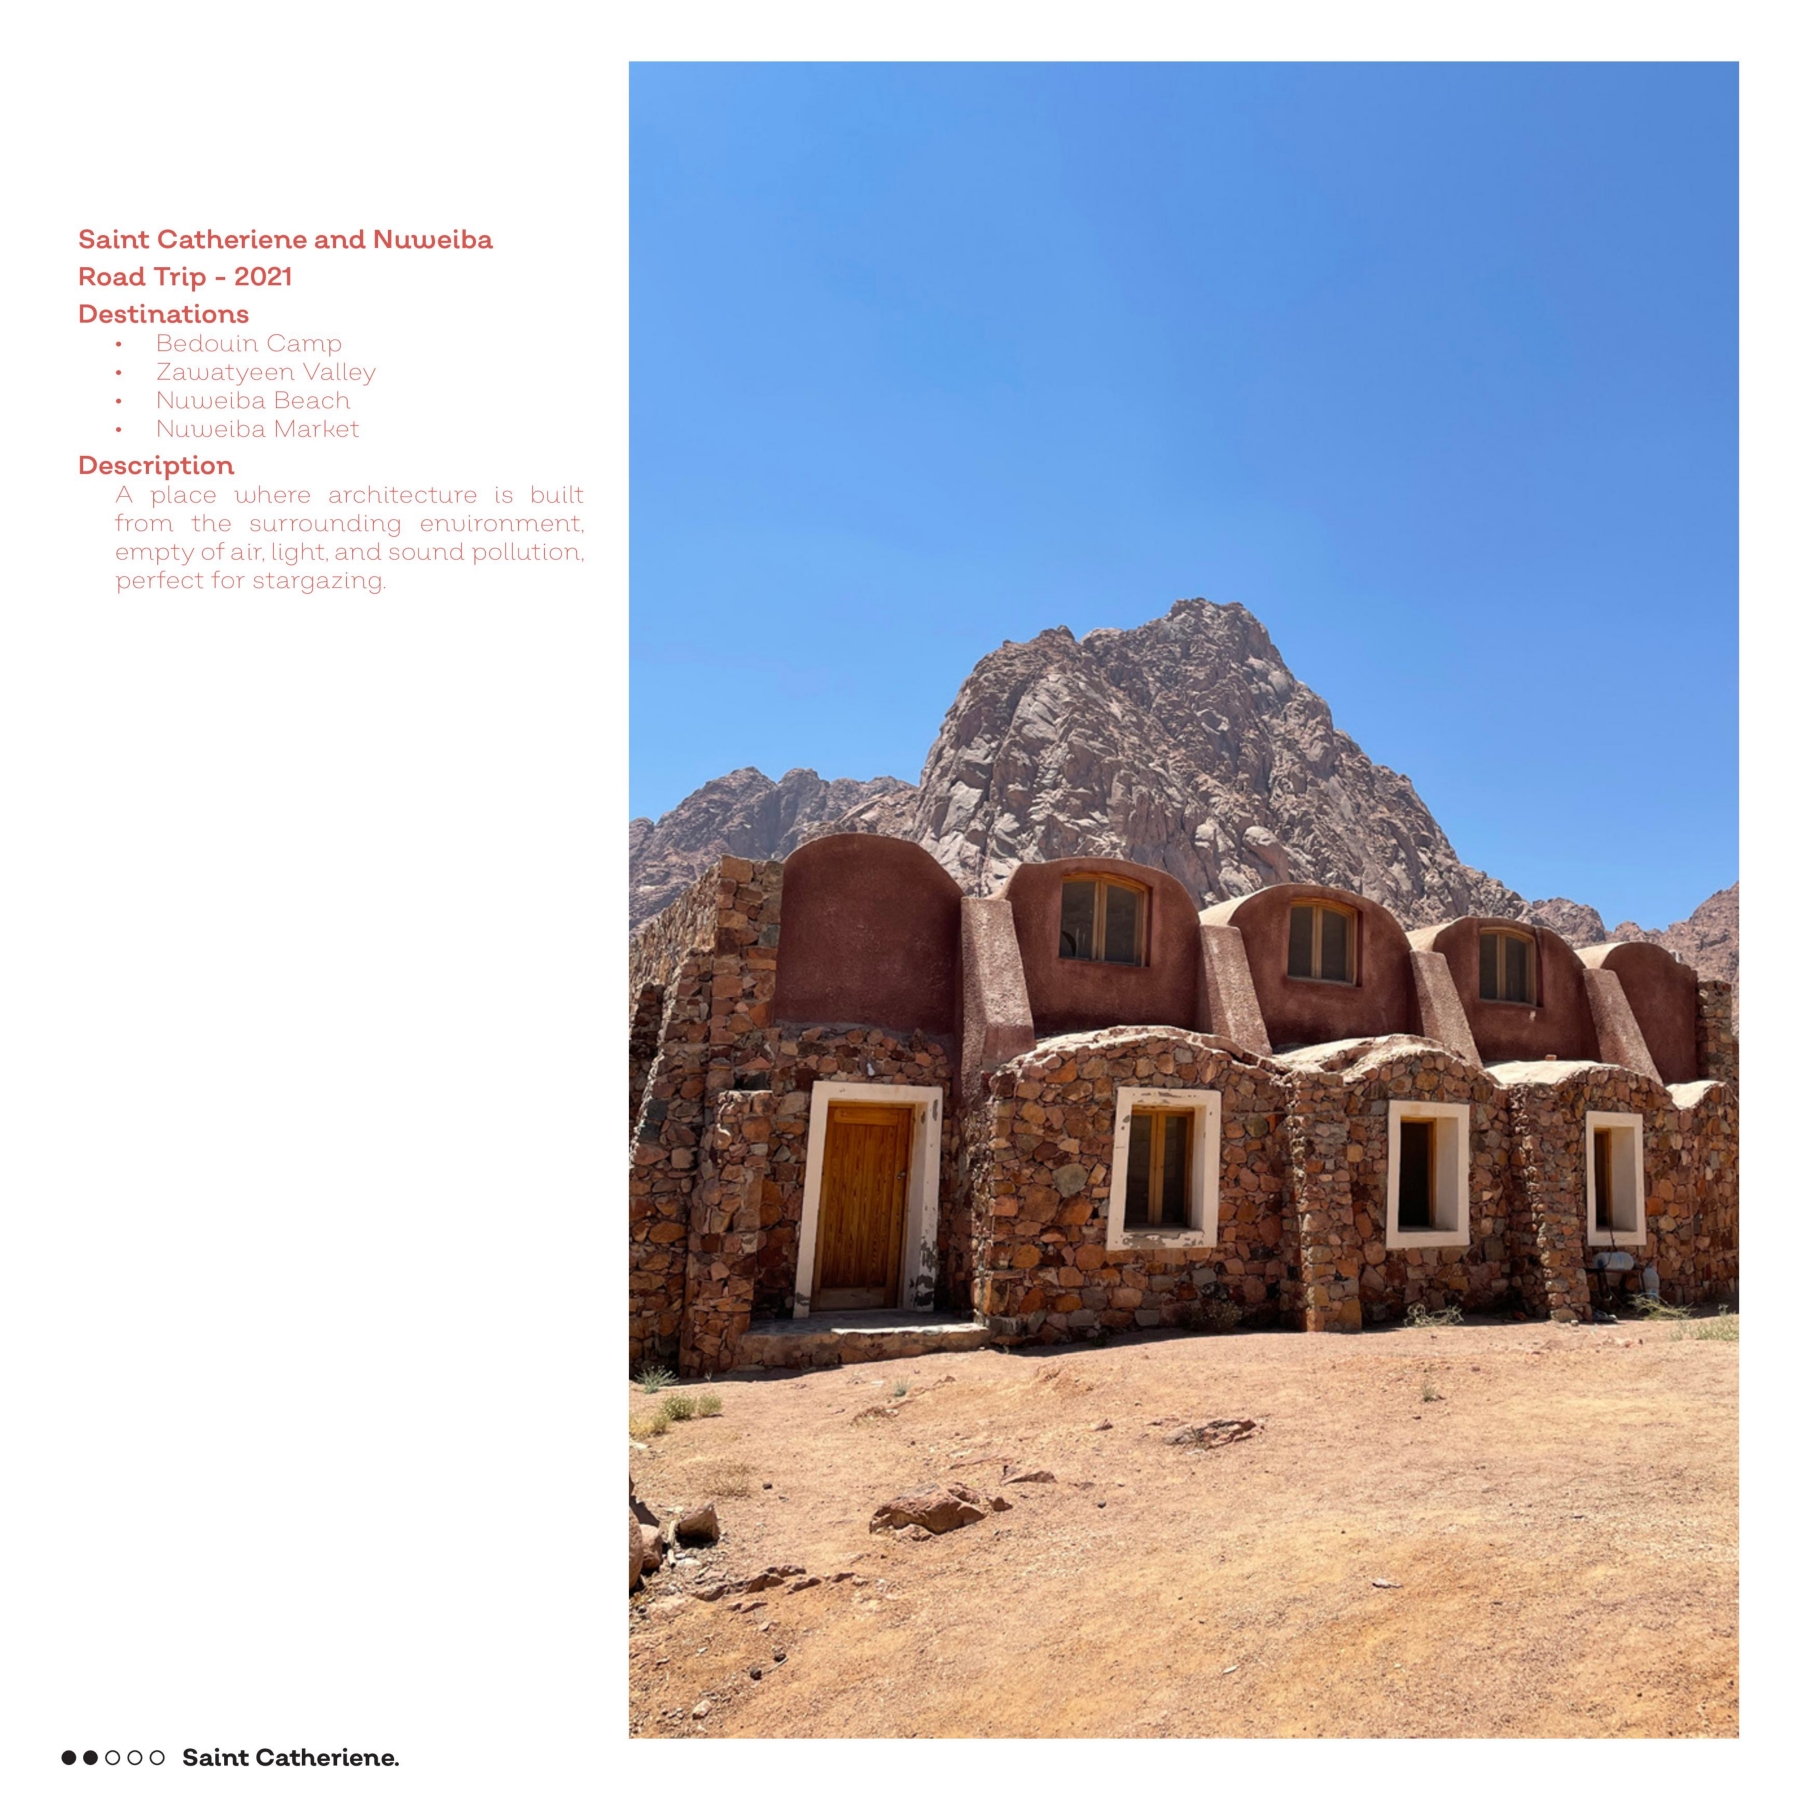 Saint Catheriene and Nuweiba
Road Trip - 2021
Destinations
• Bedouin Camp
• Zawatyeen Valley
• Nuweiba Beach
• Nuweiba Market
Description
A place where architecture is built
from the surrounding environment,
empty of air, light, and sound pollution,
perfect for stargazing.
Saint Catheriene.